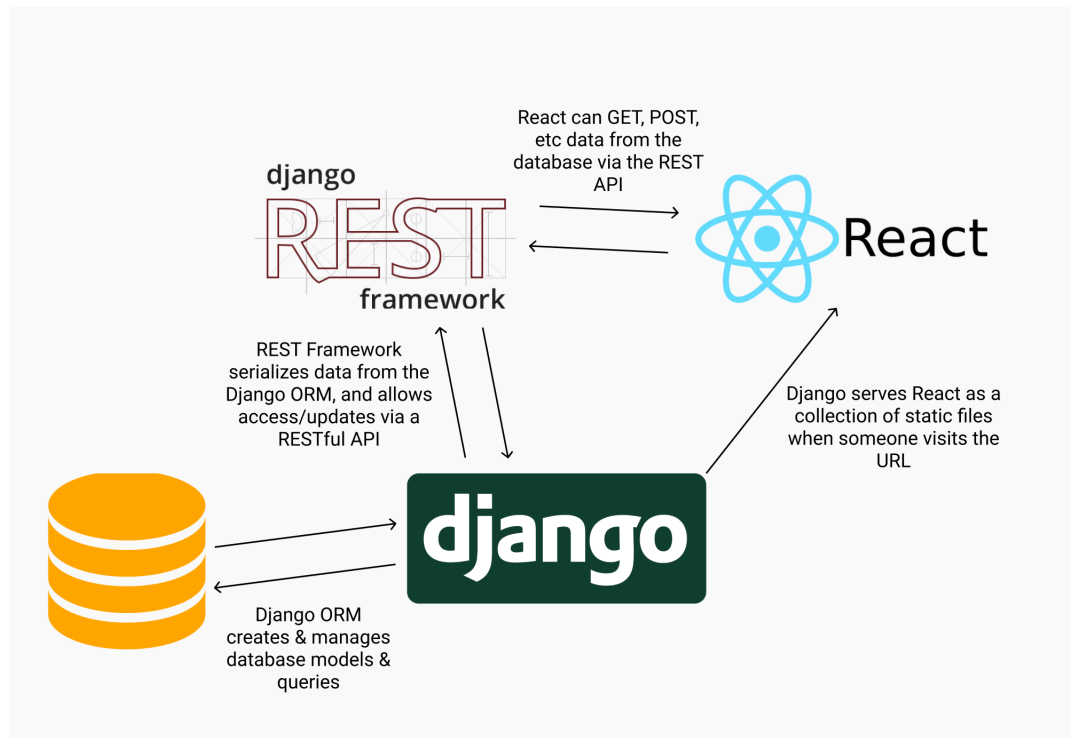 React can GET, POST,
etc data from the
database via the REST
API
django
REST
framework
React
REST Framework
serializes data from the
Django ORM, and allows
access/updates via a
RESTful API
Django serves React as a
collection of static files
when someone visits the
URL
django
Django ORM
creates & manages
database models &
queries